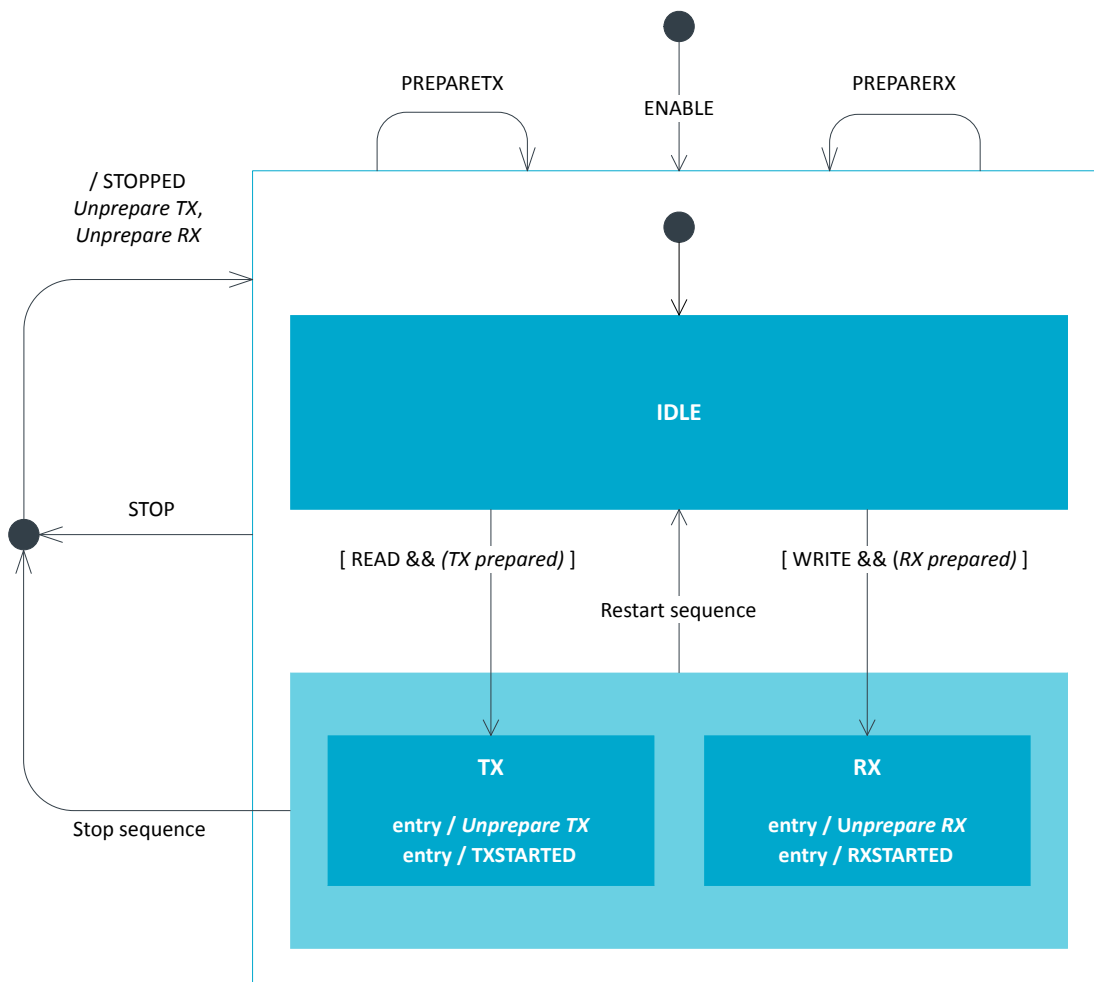 PREPARETX
PREPARERX
ENABLE
/ STOPPED
Unprepare TX,
Unprepare RX
IDLE
STOP
[ READ && (TX prepared) ]
[ WRITE && (RX prepared) ]
Restart sequence
TX
entry / Unprepare TX
entry / TXSTARTED
RX
entry / Unprepare RX
entry / RXSTARTED
Stop sequence